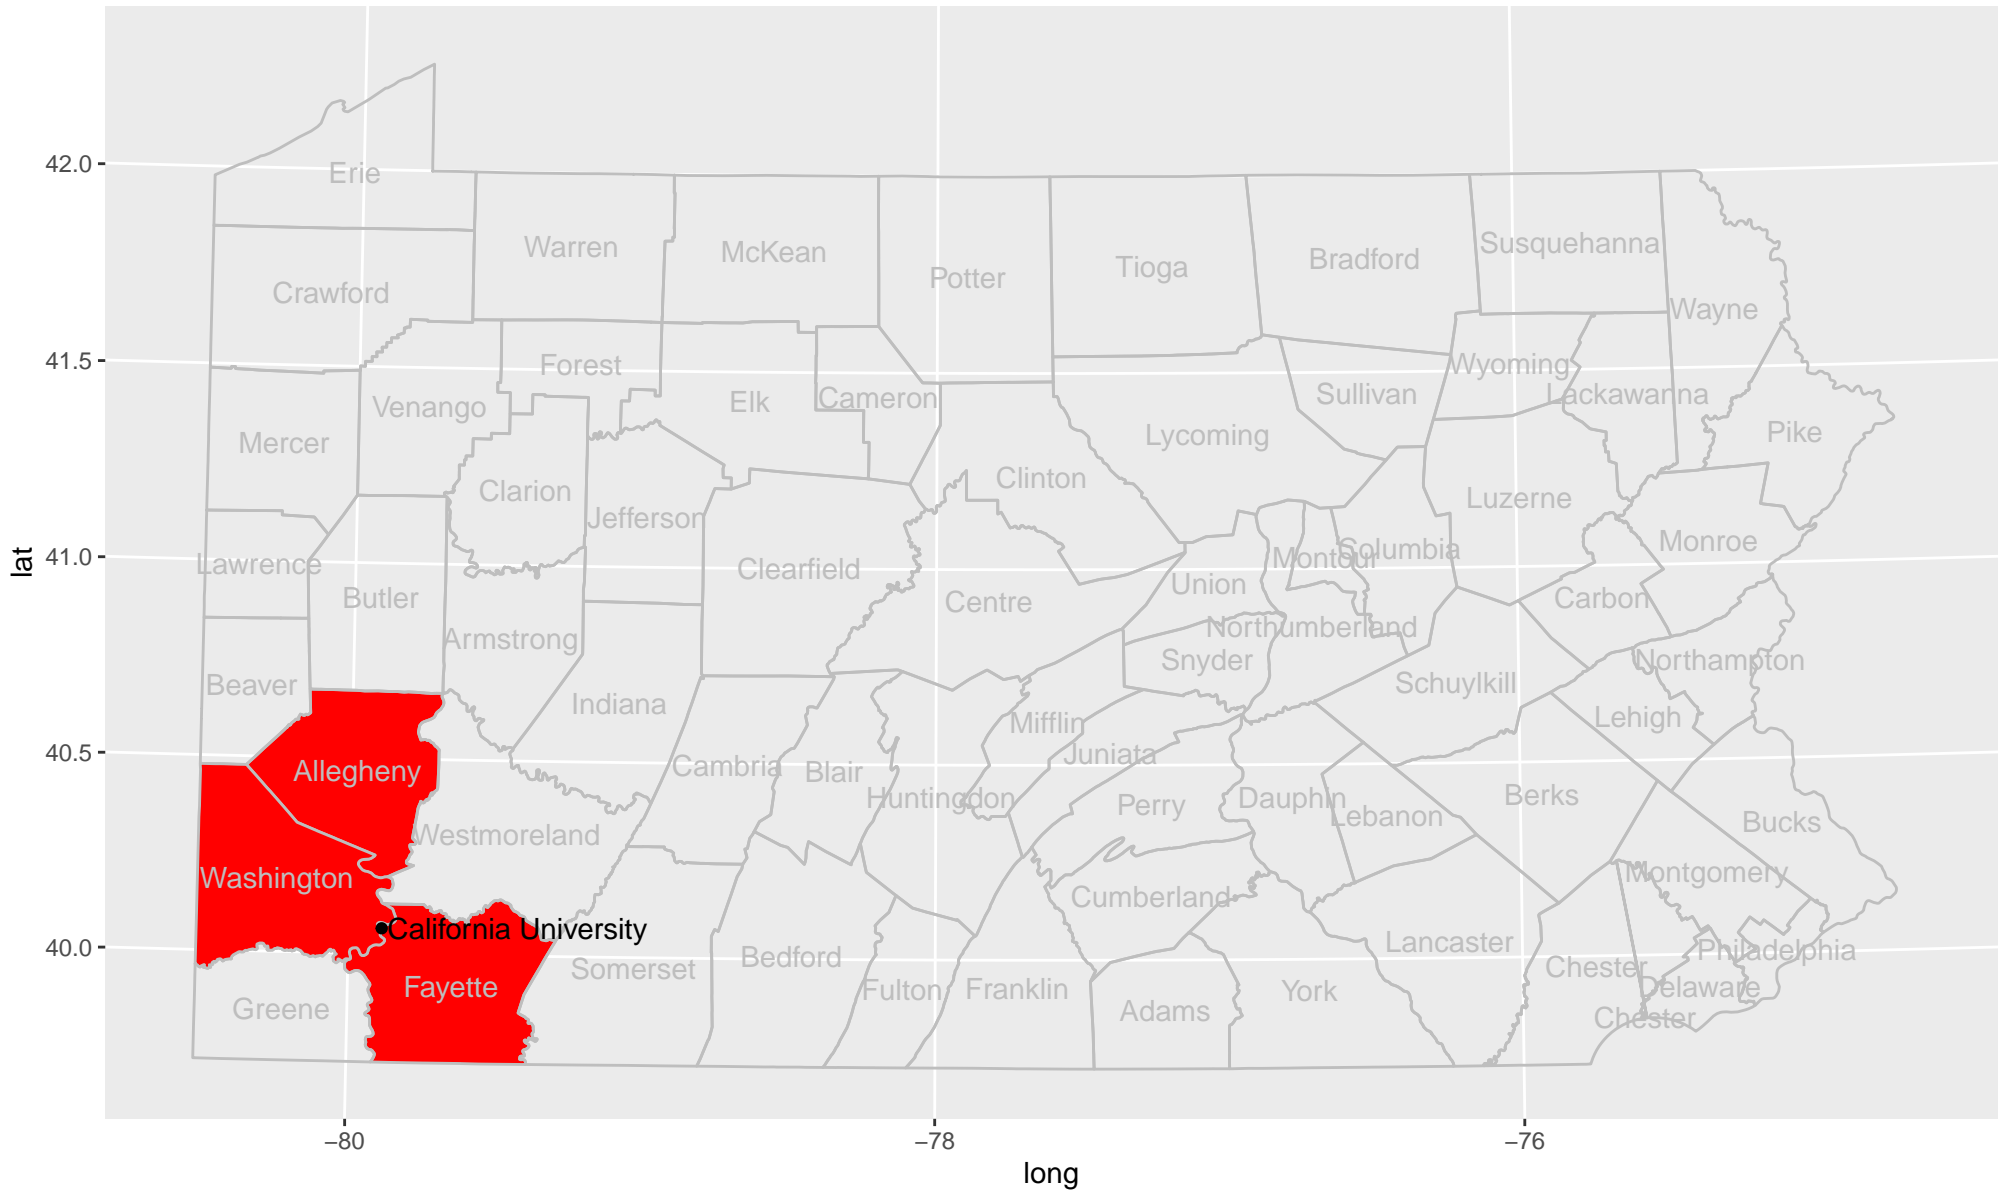 42.0
41.5
41.0
40.5
40.0
lat
Erie
Warren
McKean
Potter
Tioga
Bradford
Susquehanna
Crawford
Wayne
Forest
Wyoming
Venango
Elk
Cameron
Sullivan
Lackawanna
Mercer
Lycoming
Pike
Clarion
Clinton
Luzerne
Jefferson
Lawrence
Clearfield
Montour
Columbia
Monroe
Butler
Centre
Union
Carbon
Armstrong
Northumberland
Beaver
Snyder
Northampton
Indiana
Schuylkill
Mifflin
Lehigh
Allegheny
Cambria
Blair
Juniata
Huntingdon
Perry
Dauphin
Lebanon
Berks
Westmoreland
Bucks
Washington
Cumberland
Montgomery
California University
Somerset
Bedford
Lancaster
Philadelphia
Greene
Fayette
Fulton
Franklin
Adams
York
Chester
Delaware
Chester
−80
−78
−76
long